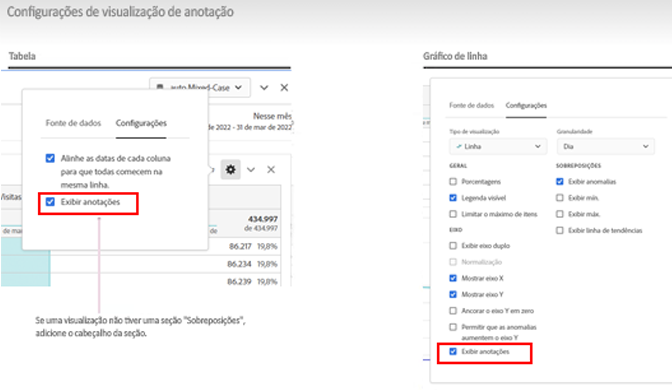 Configurações de visualização de anotação
Tabela
auto Mixed-Case
Nesse mês
de 2022 - 31 de mar de 2022
Fonte de dados
Configurações
Alinhe as datas de cada coluna
para que todas comecem na
mesma linha.
Exibir anotações
Visitas
434.997
de 434.997
de mar
de
86.217 19,8%
86.234 19,8%
86.239 19,8%
Se uma visualização não tiver uma seção "Sobreposições",
adicione o cabeçalho da seção.
Gráfico de linha
Fonte de dados
Configurações
Tipo de visualização
Granularidade
Linha
Dia
GERAL
SOBREPOSIÇÕES
Porcentagens
Exibir anomalias
Legenda visível
Exibir mín.
Limitar o máximo de itens
Exibir máx.
EIXO
Exibir linha de tendências
Exibir eixo duplo
Normalização
Mostrar eixo X
Mostrar eixo Y
Ancorar o eixo Y em zero
Permitir que as anomalias
aumentem o eixo Y
Exibir anotações